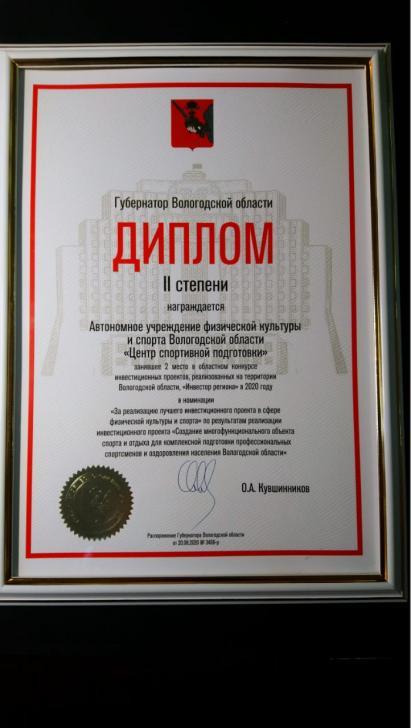 Губернатор Вологодской области
ДИПЛОМ
II степени
награждается
Автономное учреждение физической культуры
и спорта Вологодской области
«Центр спортивной подготовки»
занявшее 2 место в областном конкурсе
инвестиционных проектов, реализованных на территории
Вологодской области, «Инвестор региона» в 2020 году
в номинации
«За реализацию лучшего инвестиционного проекта в сфере
физической культуры и спорта» по результатам реализации
инвестиционного проекта «Создание многофункционального объекта
спорта и отдыха для комплексной подготовки профессиональных
спортсменов и оздоровления населения Вологодской области»
О.А. Кувшинников
Распоряжение Губернатора Вологодской области